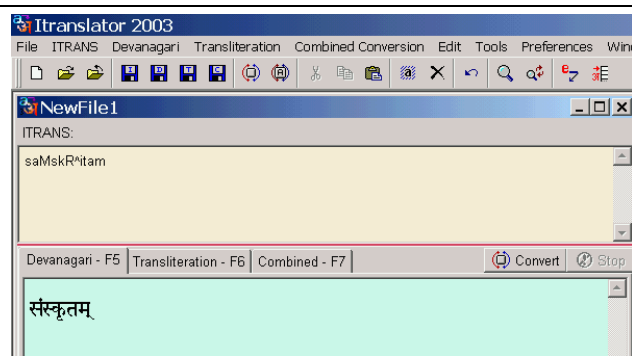 Itranslator 2003
File ITRANS Devanagari Transliteration Combined Conversion Edit Tools Preferences Win
NewFile1
ITRANS:
saMskR^itam
Devanagari - F5 Transliteration - F6 Combined - F7 Convert Stop
संस्कृतम्